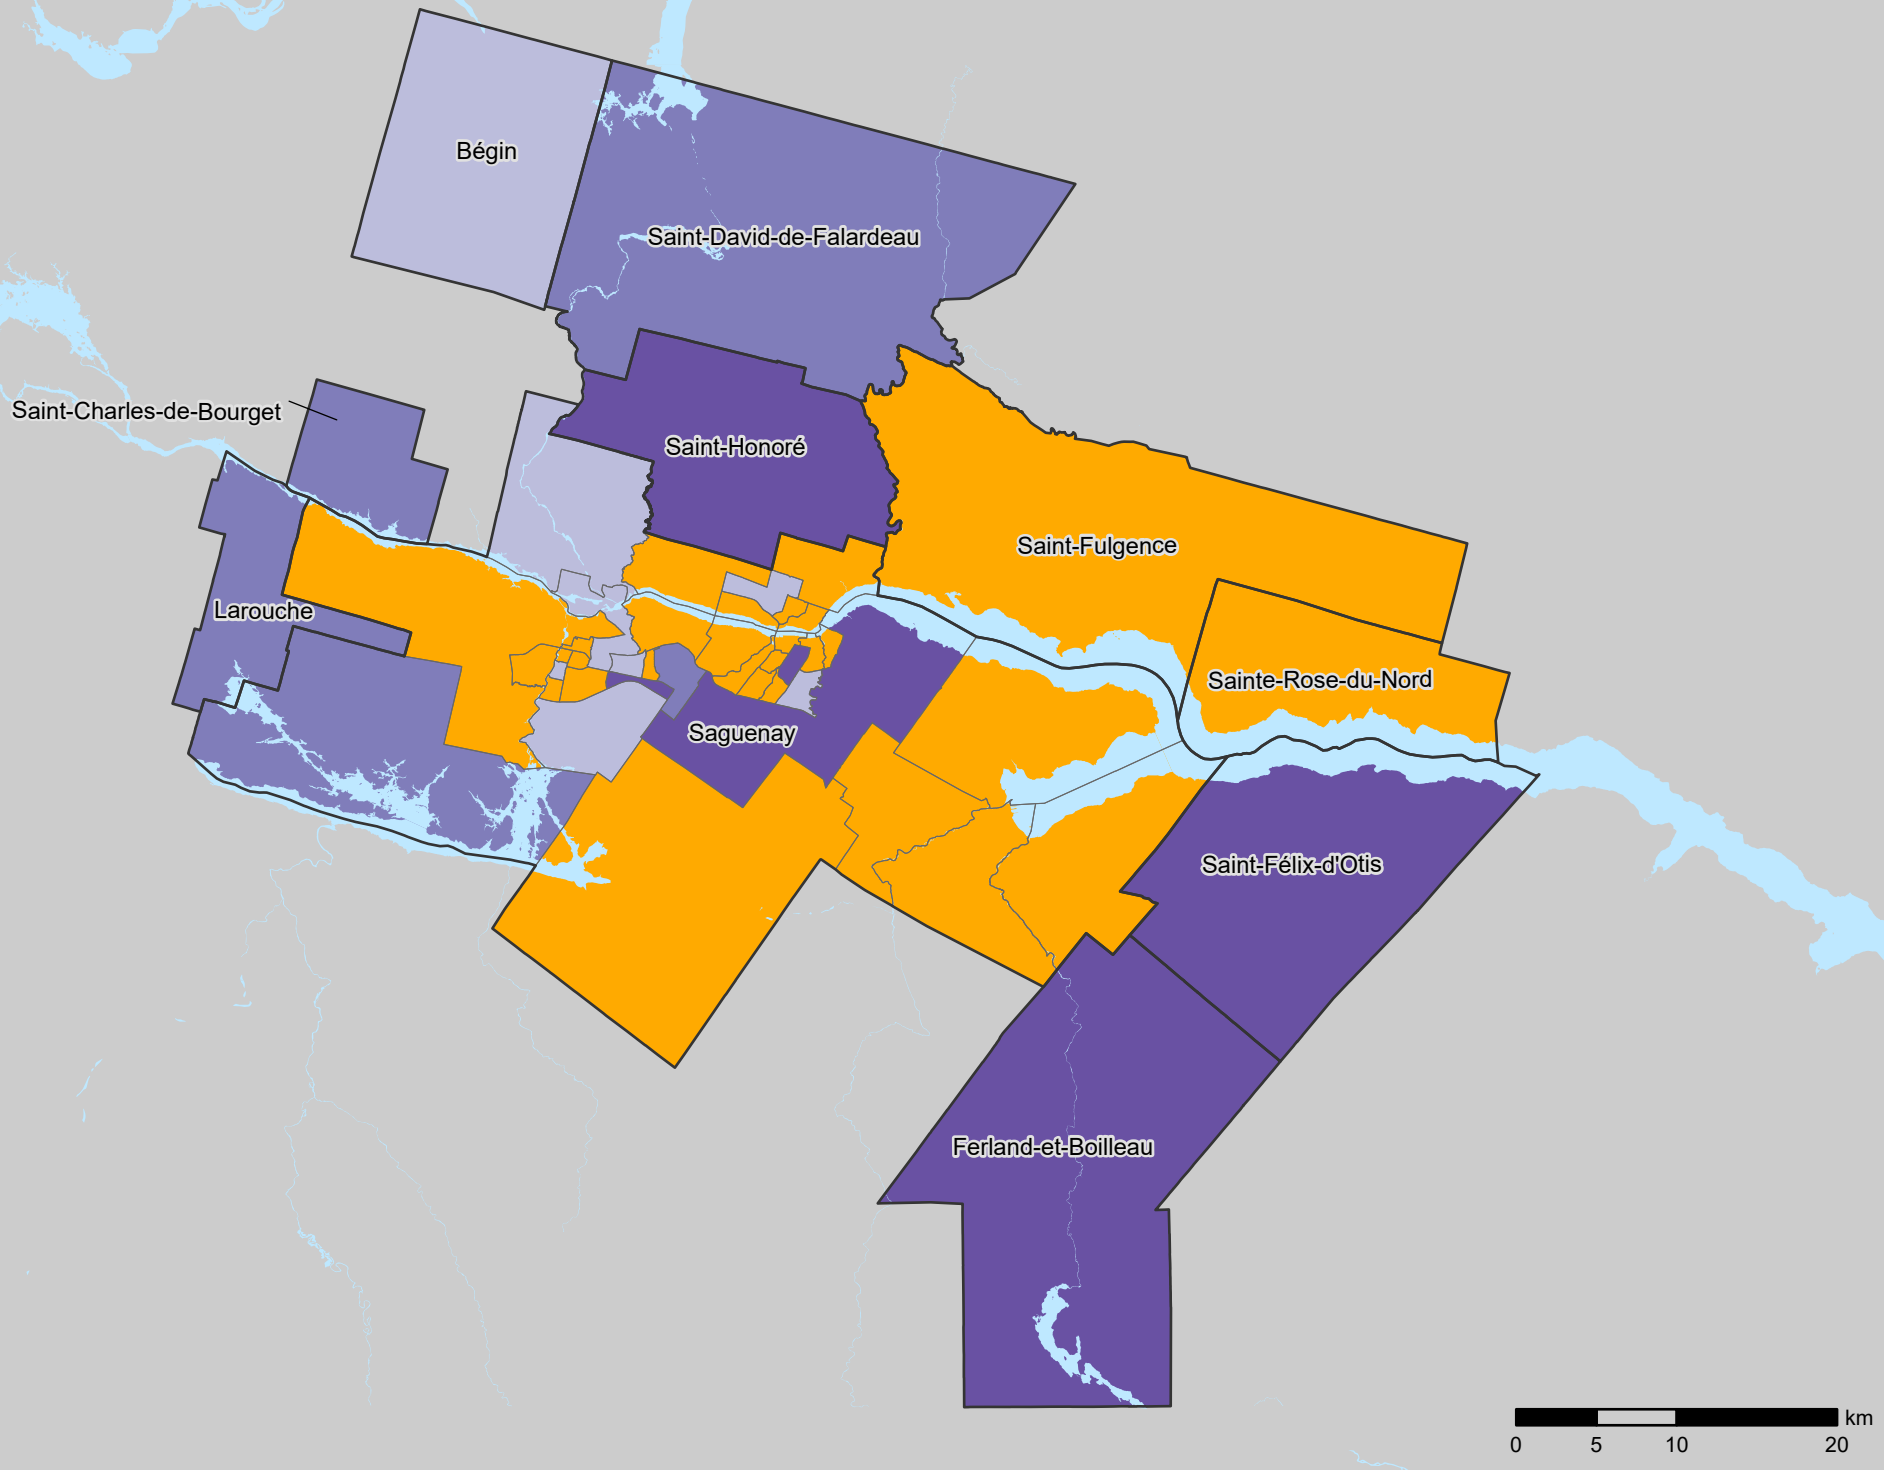 Bégin
Saint-David-de-Falardeau
Saint-Charles-de-Bourget
Saint-Honoré
Saint-Fulgence
Larouche
Sainte-Rose-du-Nord
Saguenay
Saint-Félix-d'Otis
Ferland-et-Boilleau
km
0 5 10 20